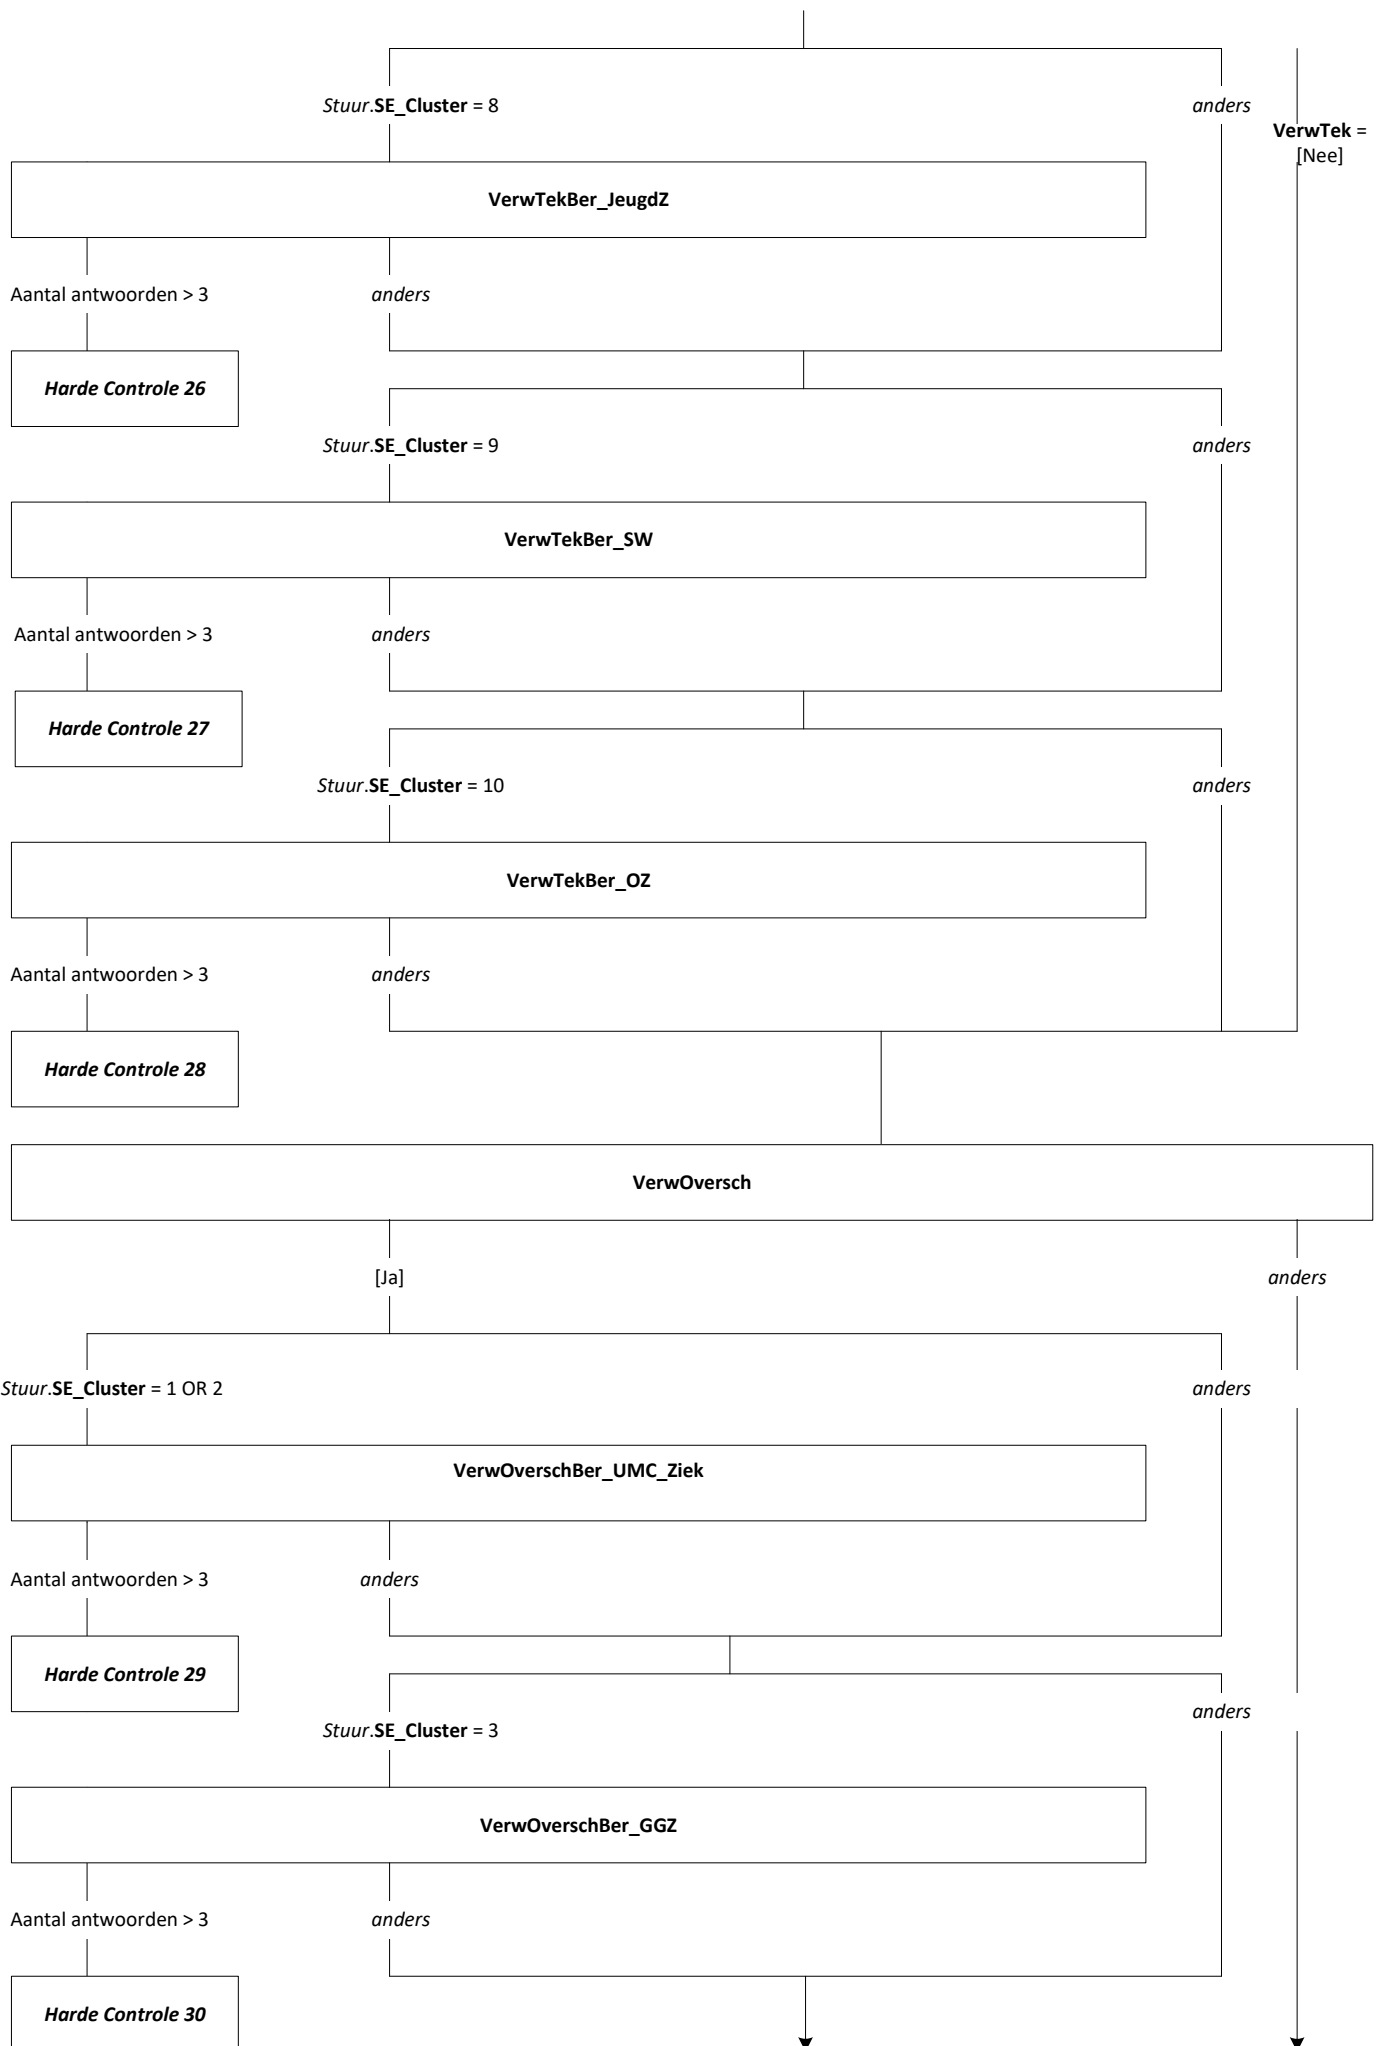 Stuur.SE_Cluster = 8
anders
VerwTek =
[Nee]
VerwTekBer_JeugdZ
Aantal antwoorden > 3
anders
Harde Controle 26
Stuur.SE_Cluster = 9
anders
VerwTekBer_SW
Aantal antwoorden > 3
anders
Harde Controle 27
Stuur.SE_Cluster = 10
anders
VerwTekBer_OZ
Aantal antwoorden > 3
anders
Harde Controle 28
VerwOversch
[Ja]
anders
Stuur.SE_Cluster = 1 OR 2
anders
VerwOverschBer_UMC_Ziek
Aantal antwoorden > 3
anders
Harde Controle 29
Stuur.SE_Cluster = 3
anders
VerwOverschBer_GGZ
Aantal antwoorden > 3
anders
Harde Controle 30